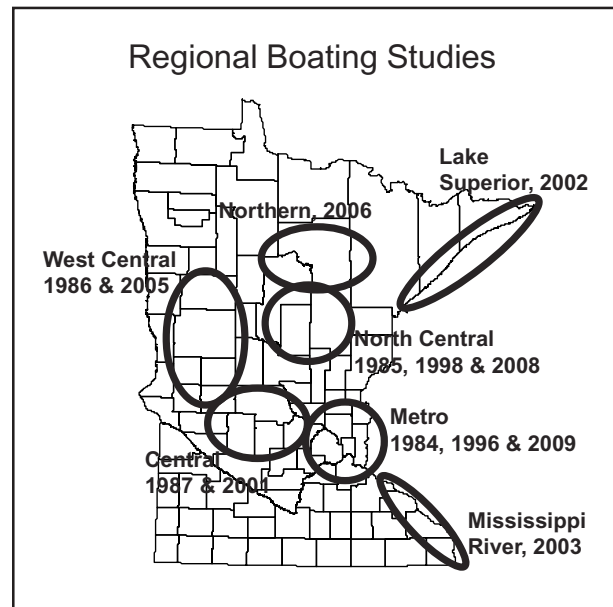 Regional Boating Studies
Lake
Superior, 2002
Northern, 2006
West Central
1986 & 2005
North Central
1985, 1998 & 2008
Metro
1984, 1996 & 2009
Central
1987 & 2001
Mississippi
River, 2003